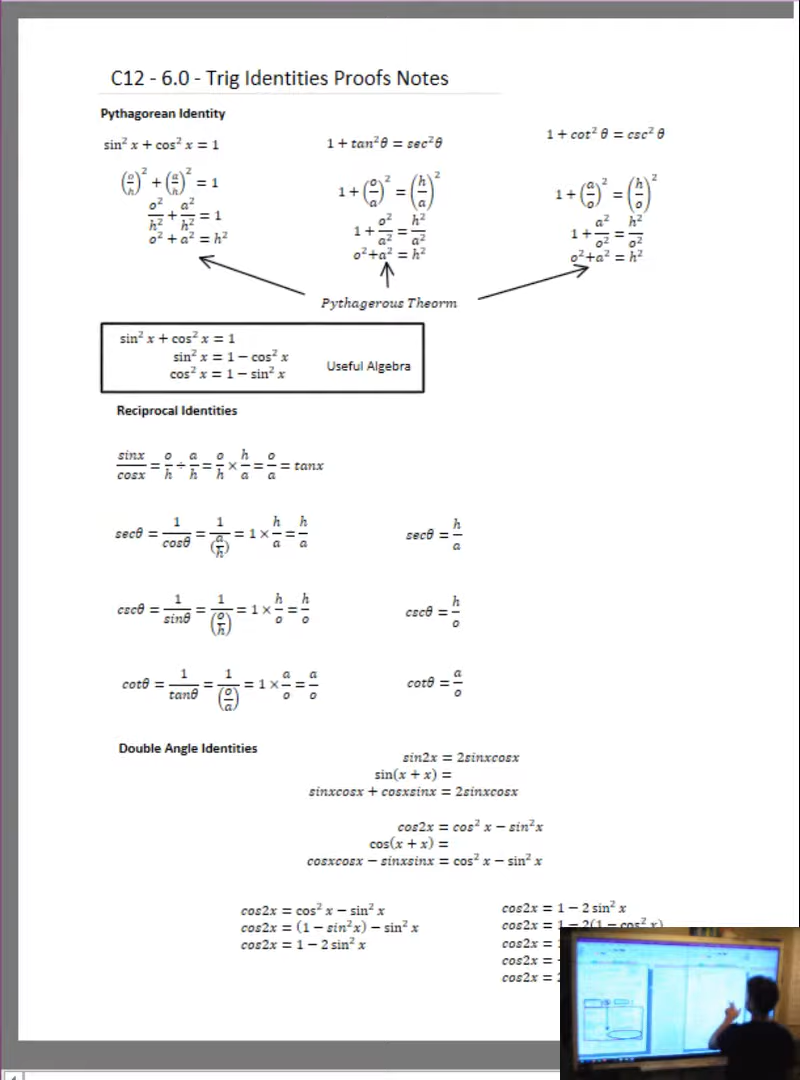 C12 - 6.0 - Trig Identities Proofs Notes
Pythagorean Identity
sin² x + cos² x = 1
1 + tan²θ = sec²θ
1 + cot² θ = csc² θ
(o/h)² + (a/h)² = 1
1 + (o/a)² = (h/a)²
1 + (a/o)² = (h/o)²
o²/h² + a²/h² = 1
1 + o²/a² = h²/a²
1 + a²/o² = h²/o²
o² + a² = h²
o²+a² = h²
o²+a² = h²
Pythagerous Theorm
sin² x + cos² x = 1
sin² x = 1 − cos² x
cos² x = 1 − sin² x
Useful Algebra
Reciprocal Identities
sinx/cosx = o/h ÷ a/h = o/h × h/a = o/a = tanx
secθ = 1/cosθ = 1/(a/h) = 1 × h/a = h/a
secθ = h/a
cscθ = 1/sinθ = 1/(o/h) = 1 × h/o = h/o
cscθ = h/o
cotθ = 1/tanθ = 1/(o/a) = 1 × a/o = a/o
cotθ = a/o
Double Angle Identities
sin2x = 2sinxcosx
sin(x + x) =
sinxcosx + cosxsinx = 2sinxcosx
cos2x = cos² x − sin²x
cos(x + x) =
cosxcosx − sinxsinx = cos² x − sin² x
cos2x = cos² x − sin² x
cos2x = (1 − sin²x) − sin² x
cos2x = 1 − 2 sin² x
cos2x = 1 − 2 sin² x
cos2x = 1 − 2(1 − cos² x)
cos2x =
cos2x =
cos2x =